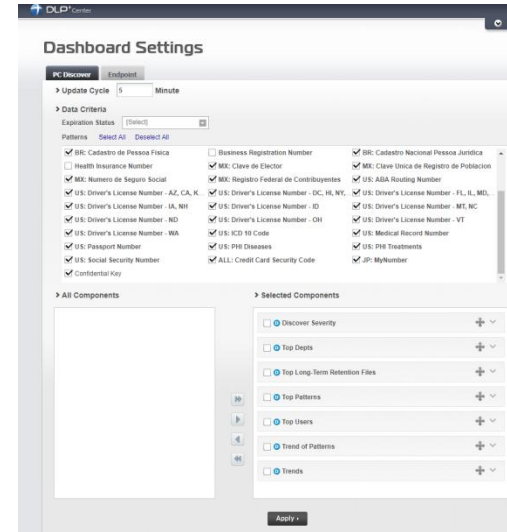 DLP+ Center
Dashboard Settings
PC Discover Endpoint
Update Cycle 5 Minute
Data Criteria
Expiration Status [Select]
Patterns Select All Deselect All
BR: Cadastro de Pessoa Fisica Business Registration Number BR: Cadastro Nacional Pessoa Juridica
Health Insurance Number MX: Clave de Elector MX: Clave Unica de Registro de Poblacion
MX: Numero de Seguro Social MX: Registro Federal de Contribuyentes US: ABA Routing Number
US: Driver's License Number - AZ, CA, K... US: Driver's License Number - DC, HI, NY, US: Driver's License Number - FL, IL, MD,
US: Driver's License Number - IA, NH US: Driver's License Number - ID US: Driver's License Number - MT, NC
US: Driver's License Number - ND US: Driver's License Number - OH US: Driver's License Number - VT
US: Driver's License Number - WA US: ICD 10 Code US: Medical Record Number
US: Passport Number US: PHI Diseases US: PHI Treatments
US: Social Security Number ALL: Credit Card Security Code JP: MyNumber
Confidential Key
All Components Selected Components
Discover Severity
Top Depts
Top Long-Term Retention Files
Top Patterns
Top Users
Trend of Patterns
Trends
Apply